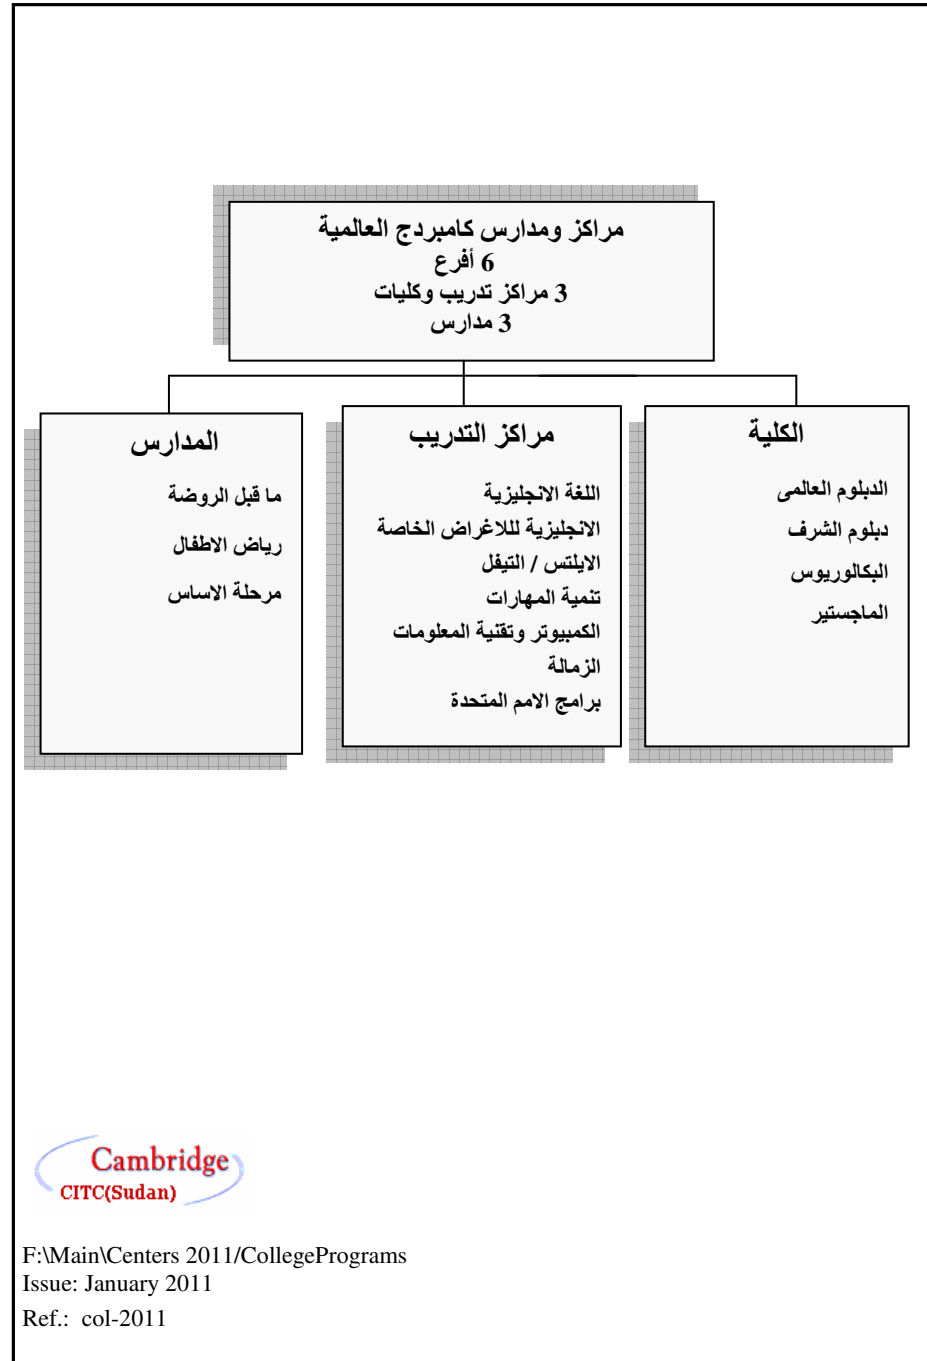 مراكز ومدارس كامبردج العالمية
6 أفرع
3 مراكز تدريب وكليات
3 مدارس
الكلية
الدبلوم العالمى
دبلوم الشرف
البكالوريوس
الماجستير
مراكز التدريب
اللغة الانجليزية
الانجليزية للاغراض الخاصة
الايلتس / التيفل
تنمية المهارات
الكمبيوتر وتقنية المعلومات
الزمالة
برامج الامم المتحدة
المدارس
ما قبل الروضة
رياض الاطفال
مرحلة الاساس
Cambridge
CITC(Sudan)
F:\Main\Centers 2011/CollegePrograms
Issue: January 2011
Ref.: col-2011